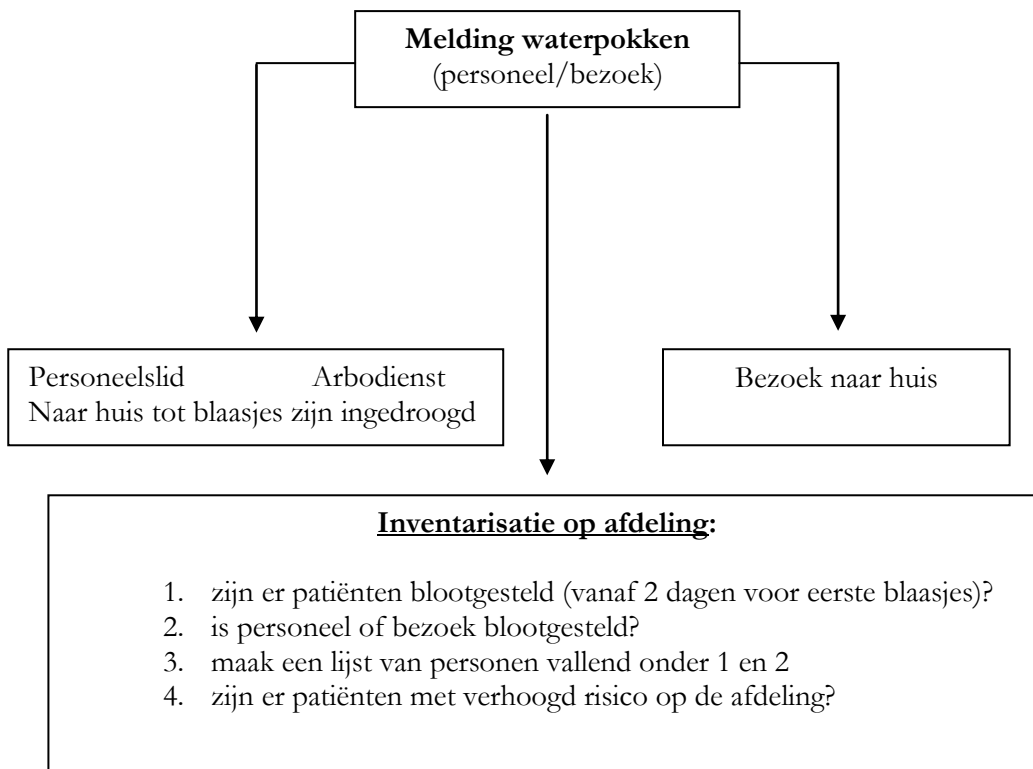 Melding waterpokken
(personeel/bezoek)
Personeelslid Arbodienst
Naar huis tot blaasjes zijn ingedroogd
Bezoek naar huis
Inventarisatie op afdeling:
1. zijn er patiënten blootgesteld (vanaf 2 dagen voor eerste blaasjes)?
2. is personeel of bezoek blootgesteld?
3. maak een lijst van personen vallend onder 1 en 2
4. zijn er patiënten met verhoogd risico op de afdeling?